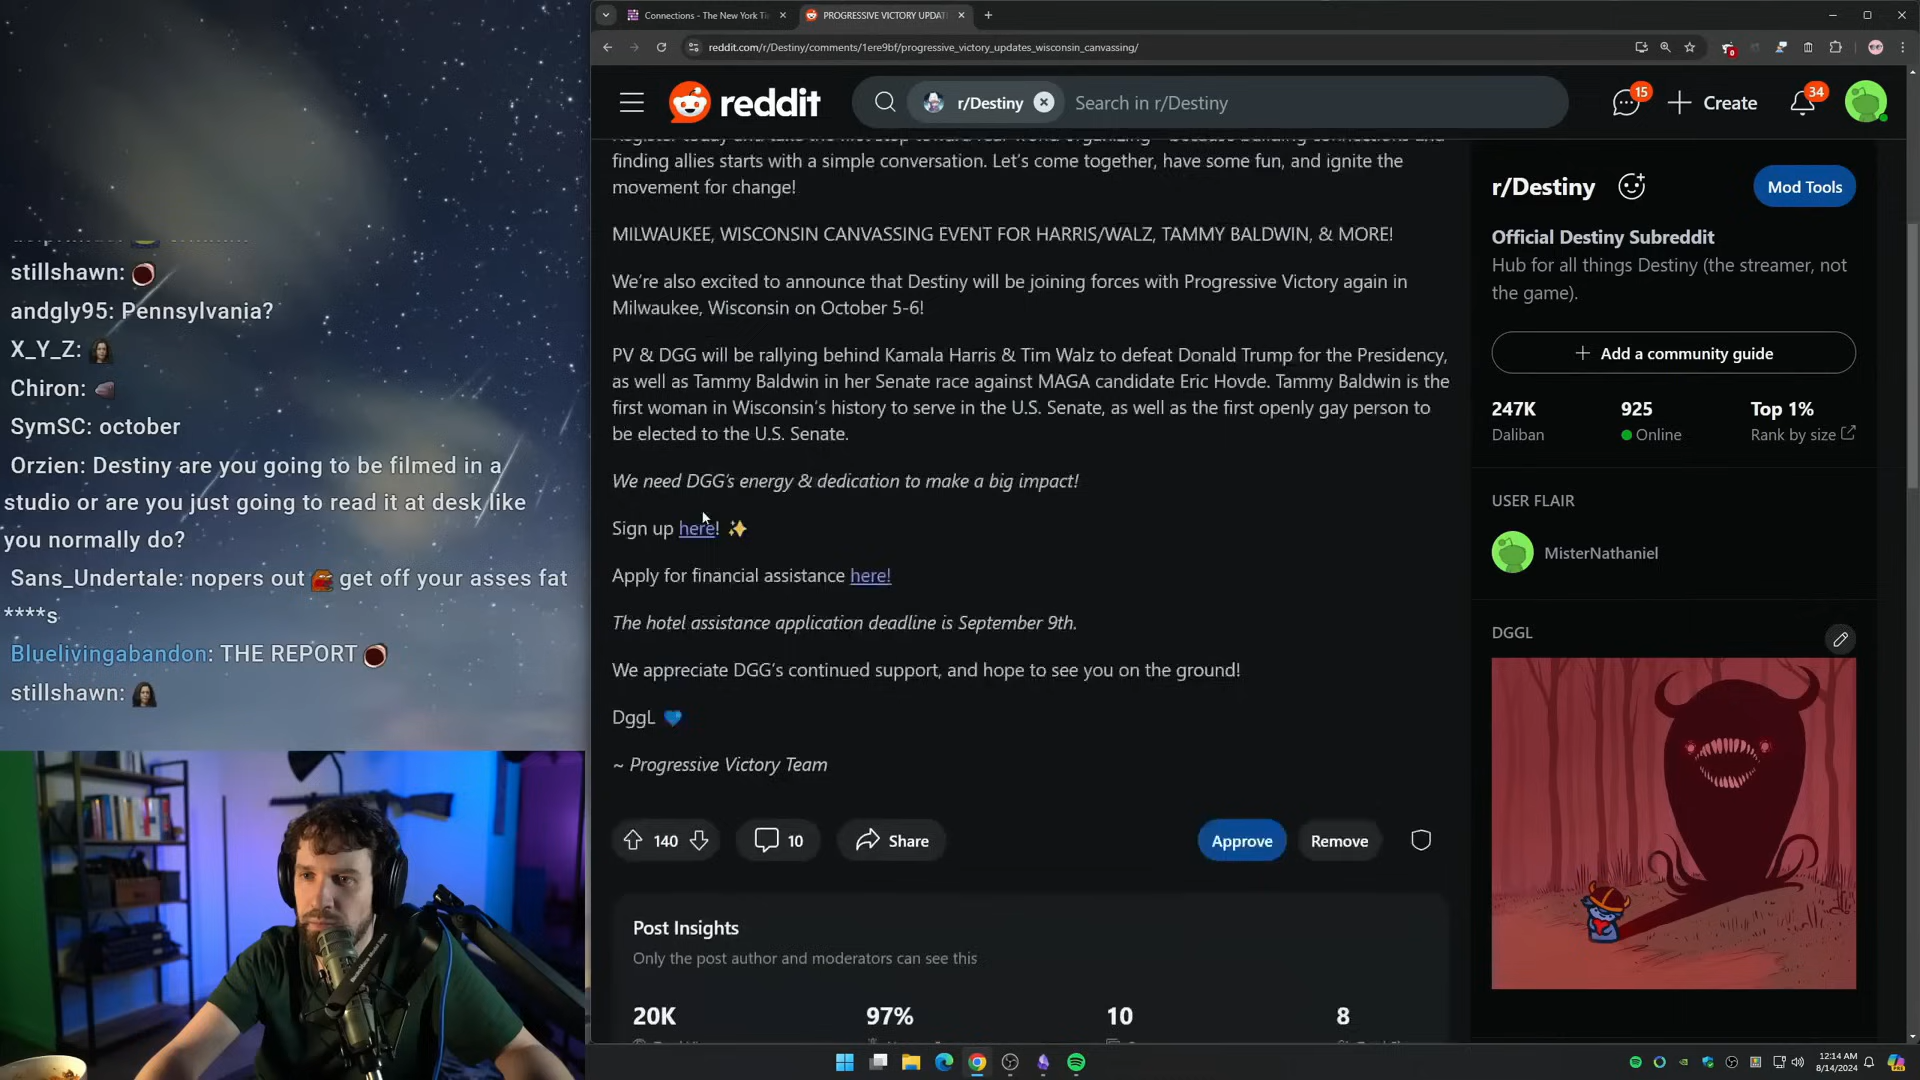 Connections - The New York Ti
PROGRESSIVE VICTORY UPDAT
reddit.com/r/Destiny/comments/1ere9bf/progressive_victory_updates_wisconsin_canvassing/
0
reddit
r/Destiny
Search in r/Destiny
15
Create
34
finding allies starts with a simple conversation. Let's come together, have some fun, and ignite the
movement for change!
MILWAUKEE, WISCONSIN CANVASSING EVENT FOR HARRIS/WALZ, TAMMY BALDWIN, & MORE!
We're also excited to announce that Destiny will be joining forces with Progressive Victory again in
Milwaukee, Wisconsin on October 5-6!
PV & DGG will be rallying behind Kamala Harris & Tim Walz to defeat Donald Trump for the Presidency,
as well as Tammy Baldwin in her Senate race against MAGA candidate Eric Hovde. Tammy Baldwin is the
first woman in Wisconsin's history to serve in the U.S. Senate, as well as the first openly gay person to
be elected to the U.S. Senate.
We need DGG's energy & dedication to make a big impact!
Sign up here! ✨
Apply for financial assistance here!
The hotel assistance application deadline is September 9th.
We appreciate DGG's continued support, and hope to see you on the ground!
DggL 💙
~ Progressive Victory Team
140
10
Share
Approve
Remove
Post Insights
Only the post author and moderators can see this
20K
97%
10
8
r/Destiny
Mod Tools
Official Destiny Subreddit
Hub for all things Destiny (the streamer, not
the game).
Add a community guide
247K
925
Top 1%
Daliban
Online
Rank by size
USER FLAIR
MisterNathaniel
DGGL
stillshawn:
andgly95: Pennsylvania?
X_Y_Z:
Chiron:
SymSC: october
Orzien: Destiny are you going to be filmed in a
studio or are you just going to read it at desk like
you normally do?
Sans_Undertale: nopers out get off your asses fat
****s
Bluelivingabandon: THE REPORT
stillshawn:
12:14 AM
8/14/2024